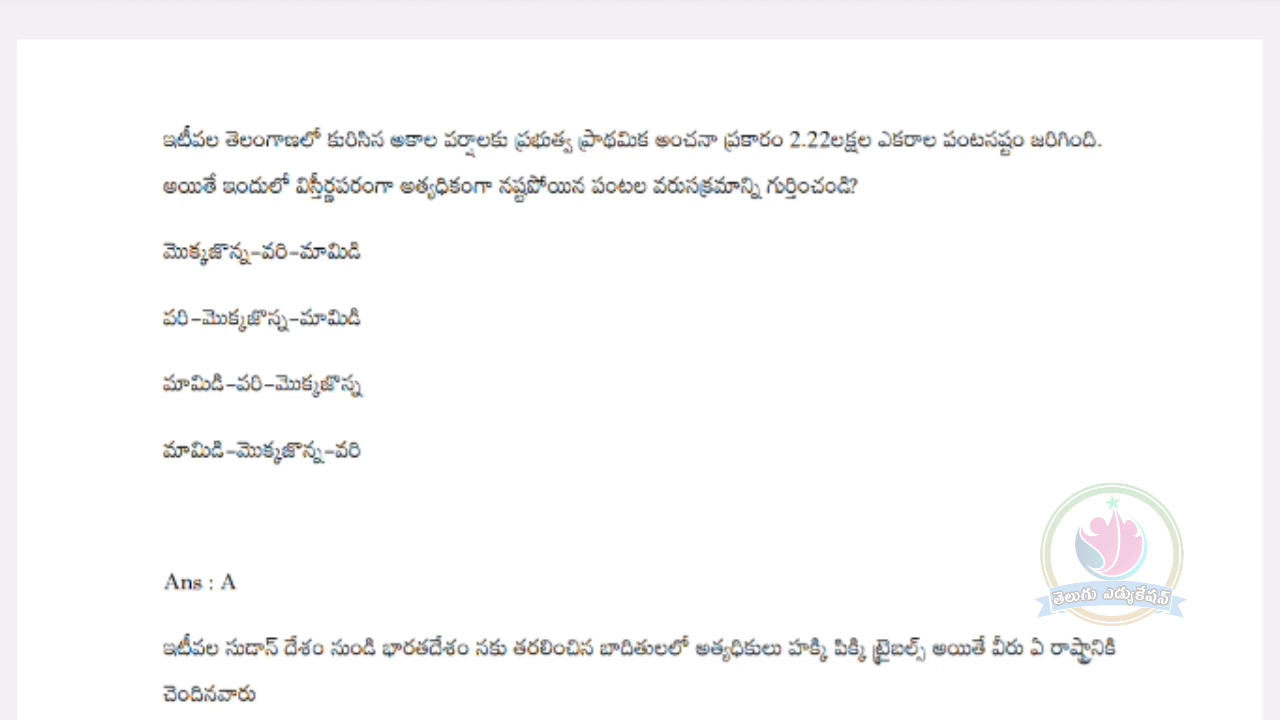 ఇటీవల తెలంగాణలో కురిసిన అకాల వర్షాలకు ప్రభుత్వ ప్రాథమిక అంచనా ప్రకారం 2.22లక్షల ఎకరాల పంటనష్టం జరిగింది.
అయితే ఇందులో విస్తీర్ణపరంగా అత్యధికంగా నష్టపోయిన పంటల వరుసక్రమాన్ని గుర్తించండి?
మొక్కజొన్న-వరి-మామిడి
వరి-మొక్కజొన్న-మామిడి
మామిడి-వరి-మొక్కజొన్న
మామిడి-మొక్కజొన్న-వరి
తెలుగు ఎడ్యుకేషన్
Ans : A
ఇటీవల సుడాన్ దేశం నుండి భారతదేశం నకు తరలించిన బాదితులలో అత్యధికులు హక్కి పిక్కి ట్రైబల్స్ అయితే వీరు ఏ రాష్ట్రానికి
చెందినవారు